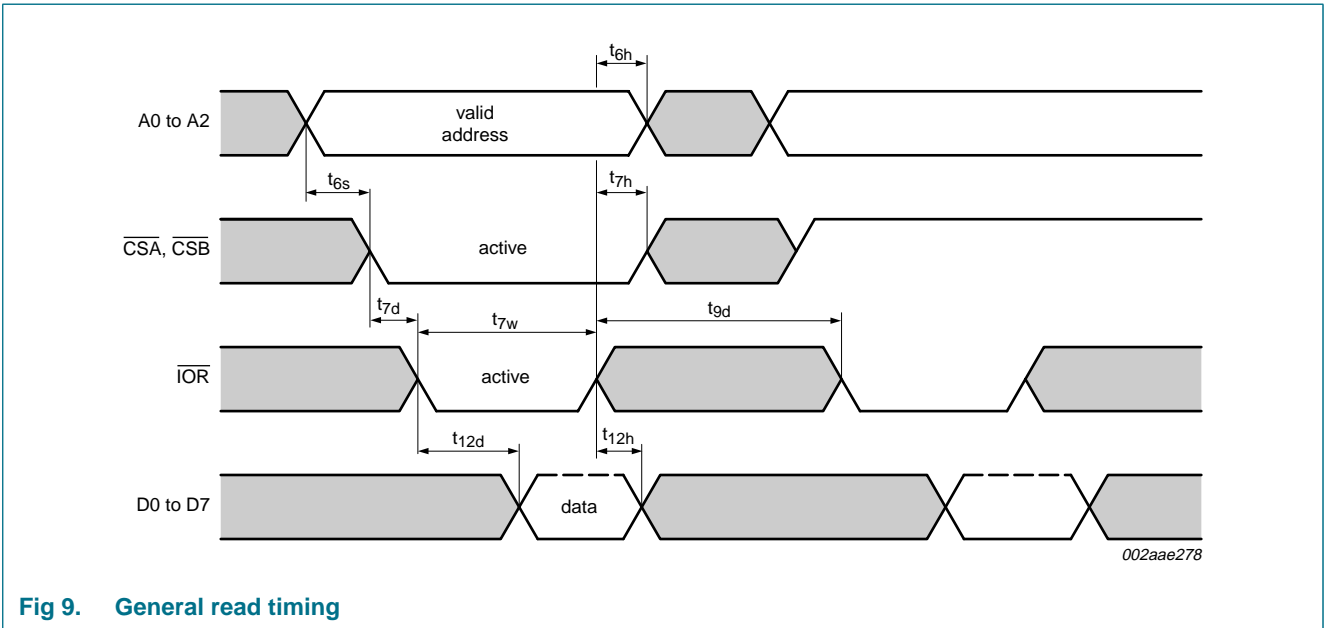 t6h
A0 to A2
valid
address
t6s
t7h
CSA, CSB
active
t7d
t7w
t9d
IOR
active
t12d
t12h
D0 to D7
data
002aae278
Fig 9. General read timing